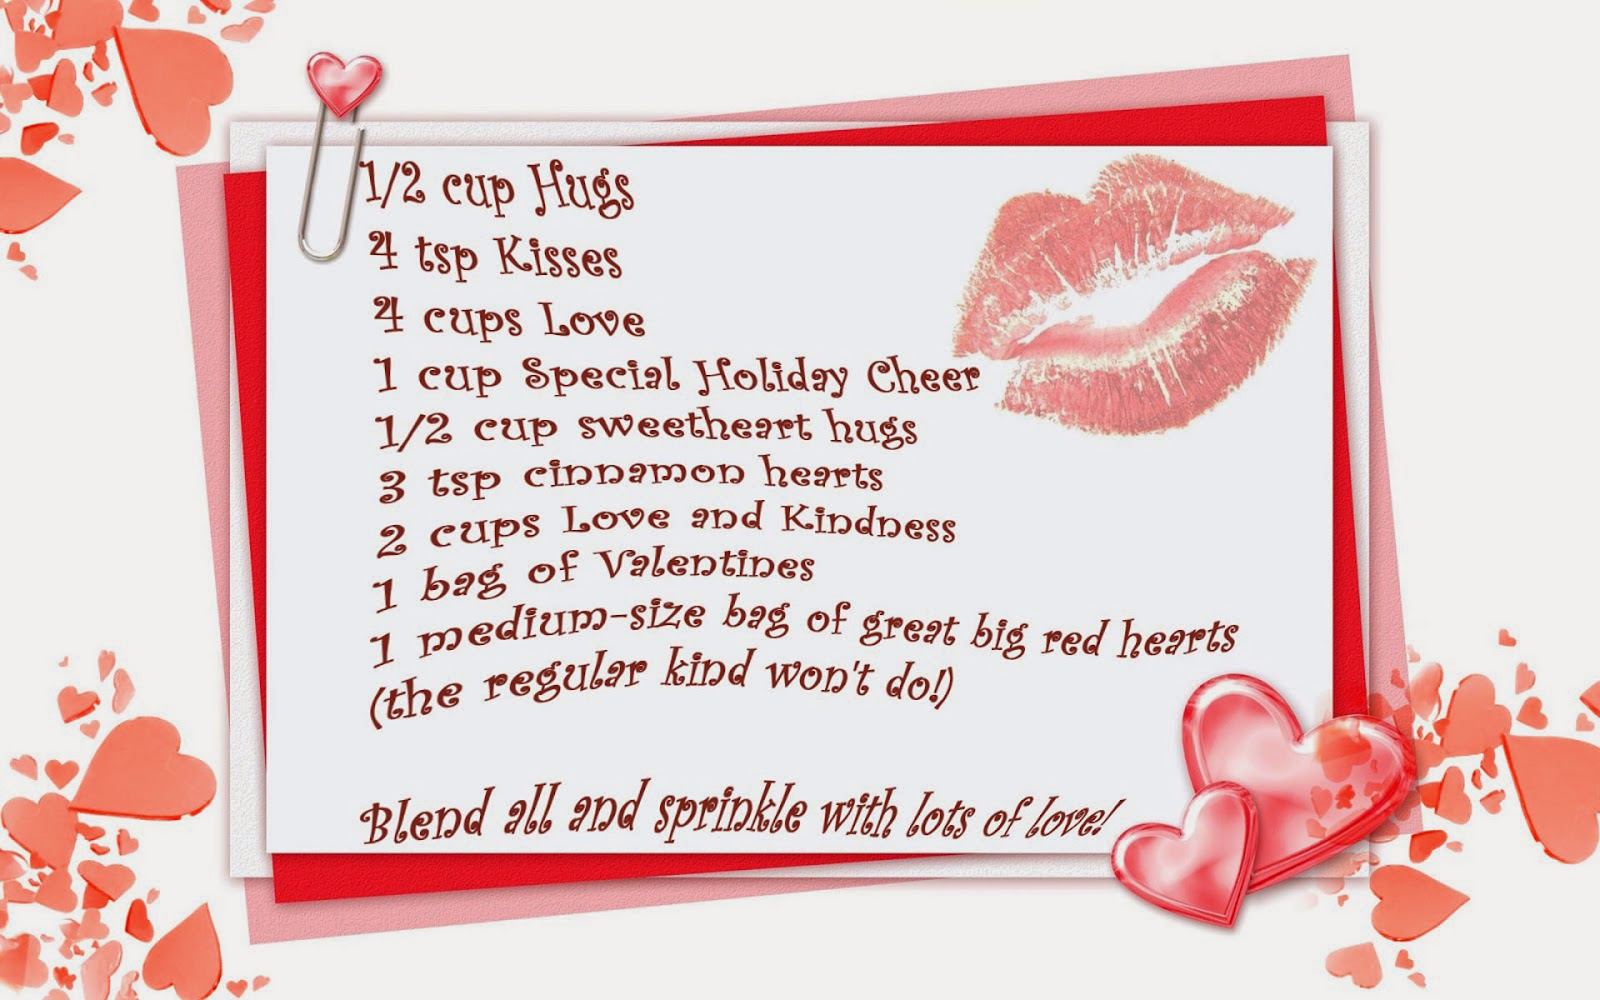 1/2 cup Hugs
4 tsp Kisses
4 cups Love
1 cup Special Holiday Cheer
1/2 cup sweetheart hugs
3 tsp cinnamon hearts
2 cups Love and Kindness
1 bag of Valentines
1 medium-size bag of great big red hearts
(the regular kind won't do!)
Blend all and sprinkle with lots of love!